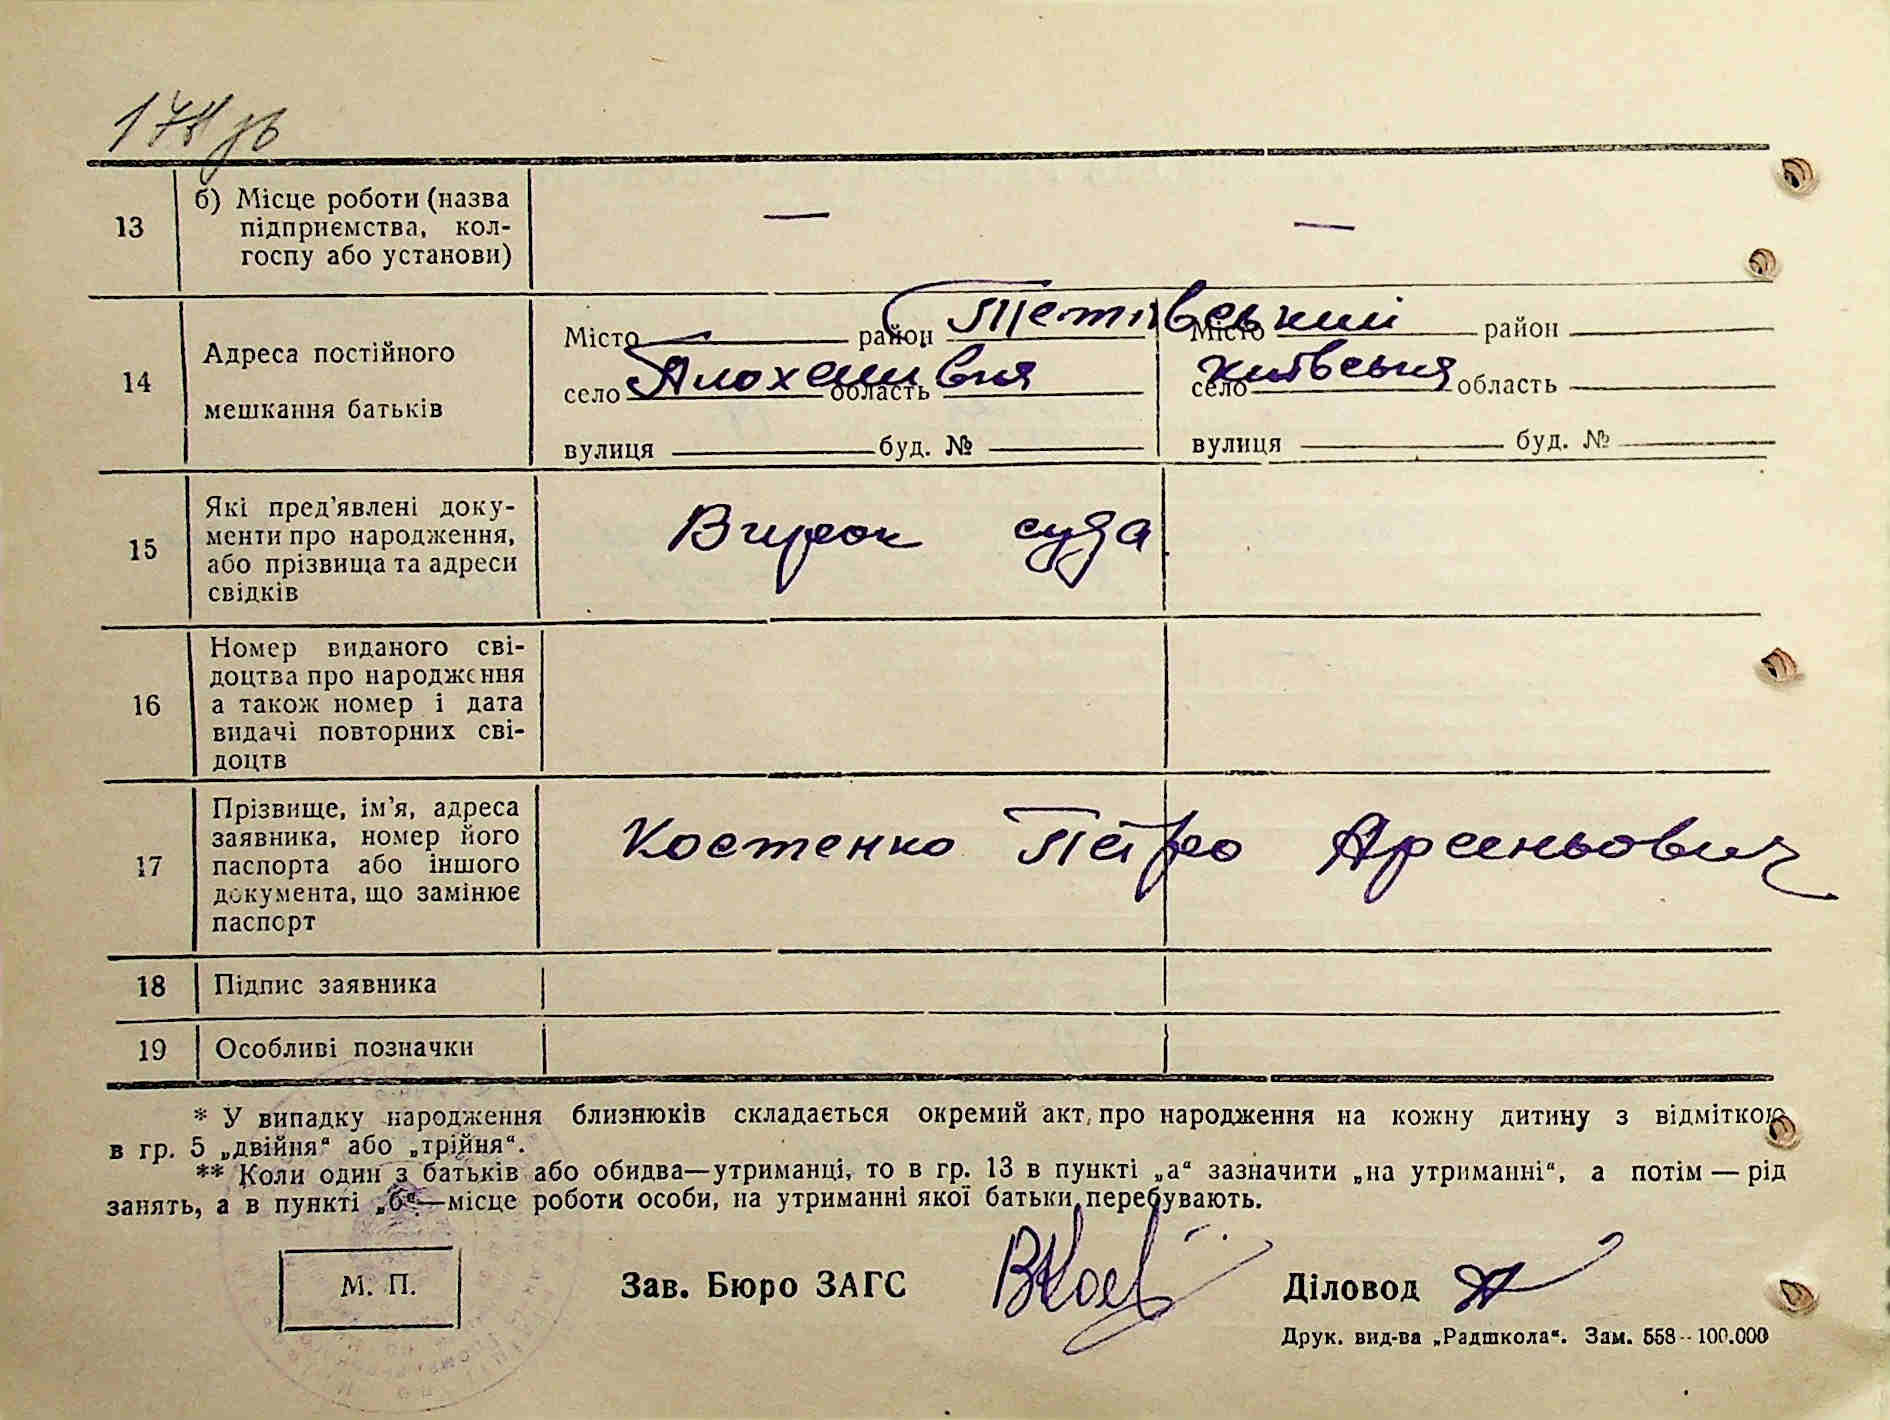 178 зв
13 б) Місце роботи (назва
підприємства, кол-
госпу або установи) — —
14 Адреса постійного
мешкання батьків
Місто район Тетіївський Місто район
село область Київська село область
вулиця буд. № вулиця буд. №
15 Які пред'явлені доку-
менти про народження,
або прізвища та адреси
свідків
Вирок суда
16 Номер виданого сві-
доцтва про народження
а також номер і дата
видачі повторних сві-
доцтв
17 Прізвище, ім'я, адреса
заявника, номер його
паспорта або іншого
документа, що замінює
паспорт
Костенко Петро Арсеньович
18 Підпис заявника
19 Особливі позначки
* У випадку народження близнюків складається окремий акт, про народження на кожну дитину з відміткою
в гр. 5 „двійня“ або „трійня“.
** Коли один з батьків або обидва—утриманці, то в гр. 13 в пункті „а“ зазначити „на утриманні“, а потім — рід
занять, а в пункті „б“—місце роботи особи, на утриманні якої батьки перебувають.
М. П.
Зав. Бюро ЗАГС
Діловод
Друк. вид-ва „Радшкола“. Зам. 558--100.000